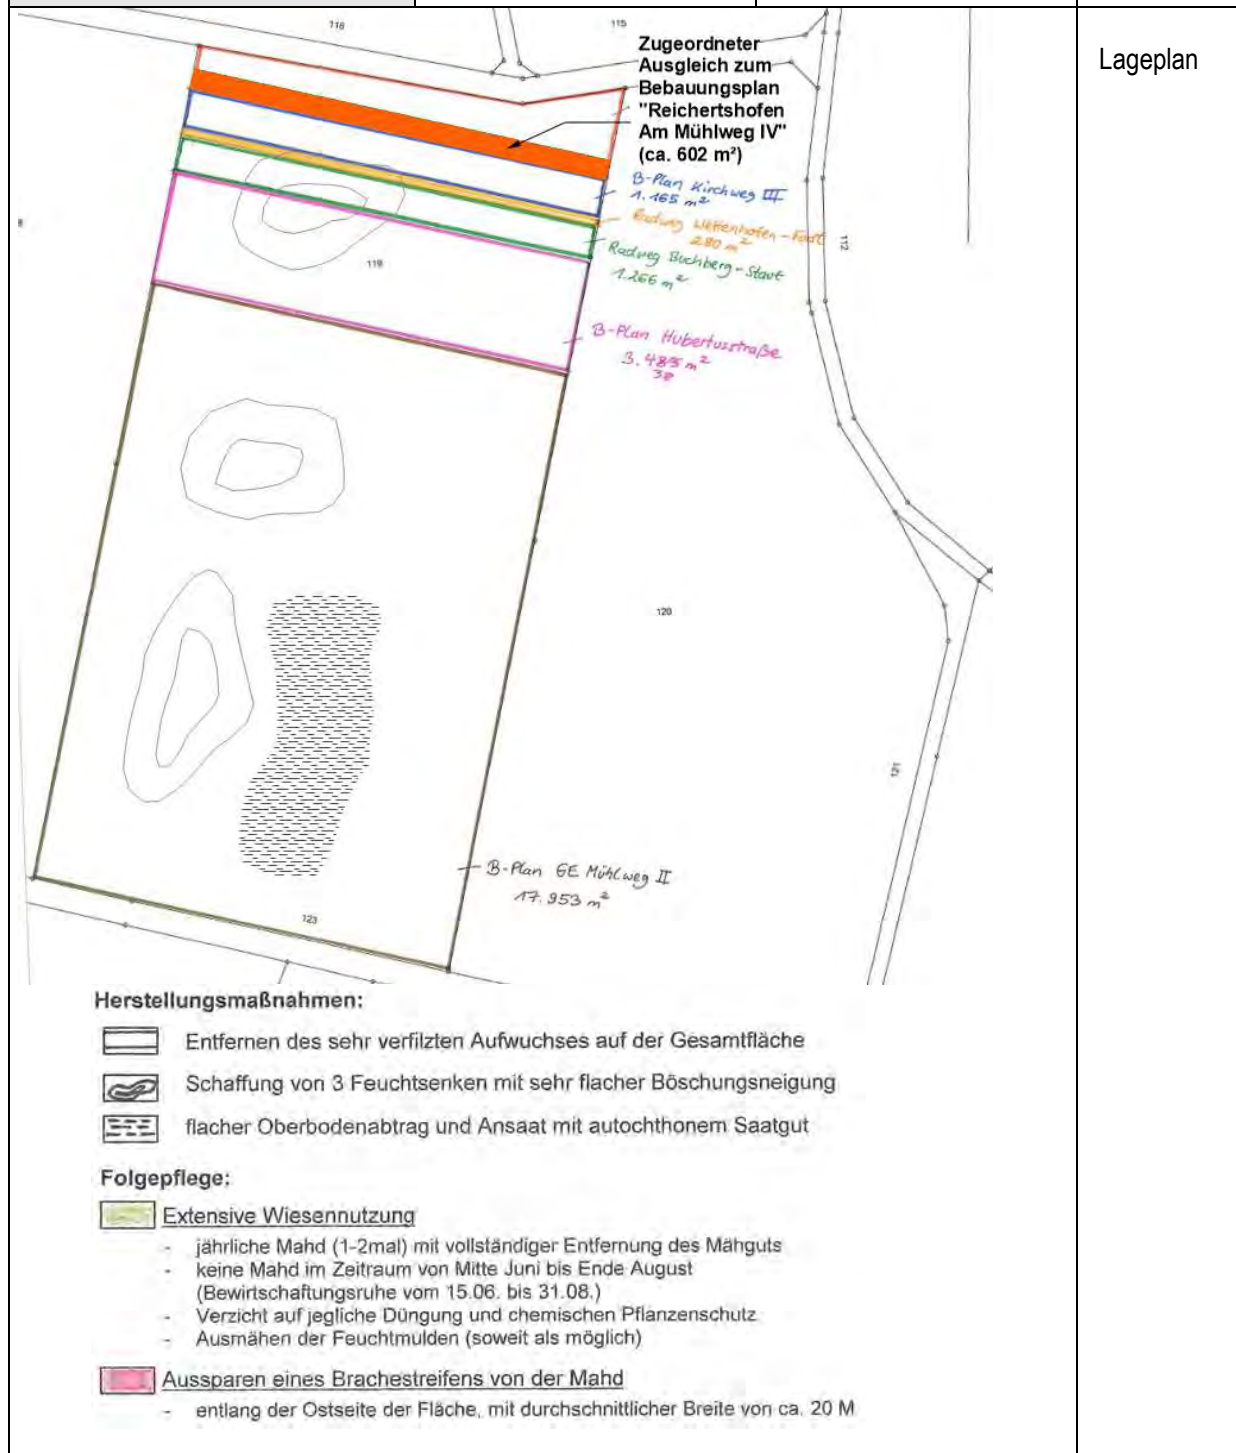 116
115
Zugeordneter
Ausgleich zum
Bebauungsplan
"Reichertshofen
Am Mühlweg IV"
(ca. 602 m²)
Lageplan
B-Plan Kirchweg III
1.165 m²
112
280 m²
Radweg Buchberg-
1.266 m²
119
B-Plan Hubertusstraße
3.485 m²
38
120
121
B-Plan GE Mühlweg II
17.953 m²
123
Herstellungsmaßnahmen:
Entfernen des sehr verfilzten Aufwuchses auf der Gesamtfläche
Schaffung von 3 Feuchtsenken mit sehr flacher Böschungsneigung
flacher Oberbodenabtrag und Ansaat mit autochthonem Saatgut
Folgepflege:
Extensive Wiesennutzung
- jährliche Mahd (1-2mal) mit vollständiger Entfernung des Mähguts
- keine Mahd im Zeitraum von Mitte Juni bis Ende August
(Bewirtschaftungsruhe vom 15.06. bis 31.08.)
- Verzicht auf jegliche Düngung und chemischen Pflanzenschutz
- Ausmähen der Feuchtmulden (soweit als möglich)
Aussparen eines Brachestreifens von der Mahd
- entlang der Ostseite der Fläche, mit durchschnittlicher Breite von ca. 20 M